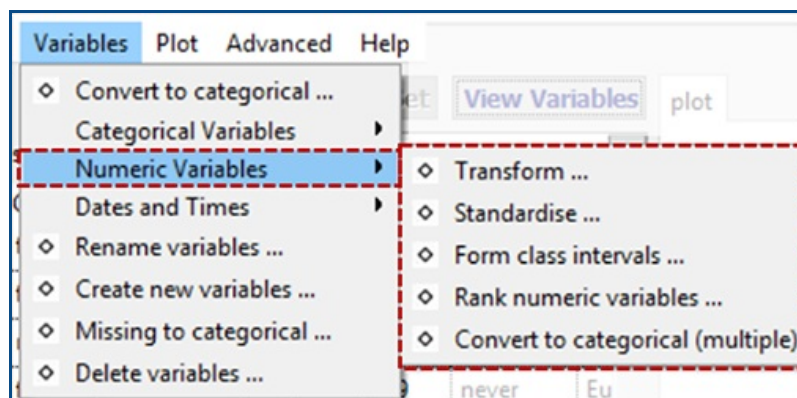 Variables Plot Advanced Help
Convert to categorical ...
Categorical Variables
Numeric Variables
Dates and Times
Rename variables ...
Create new variables ...
Missing to categorical ...
Delete variables ...
View Variables plot
Transform ...
Standardise ...
Form class intervals ...
Rank numeric variables ...
Convert to categorical (multiple)
never Eu